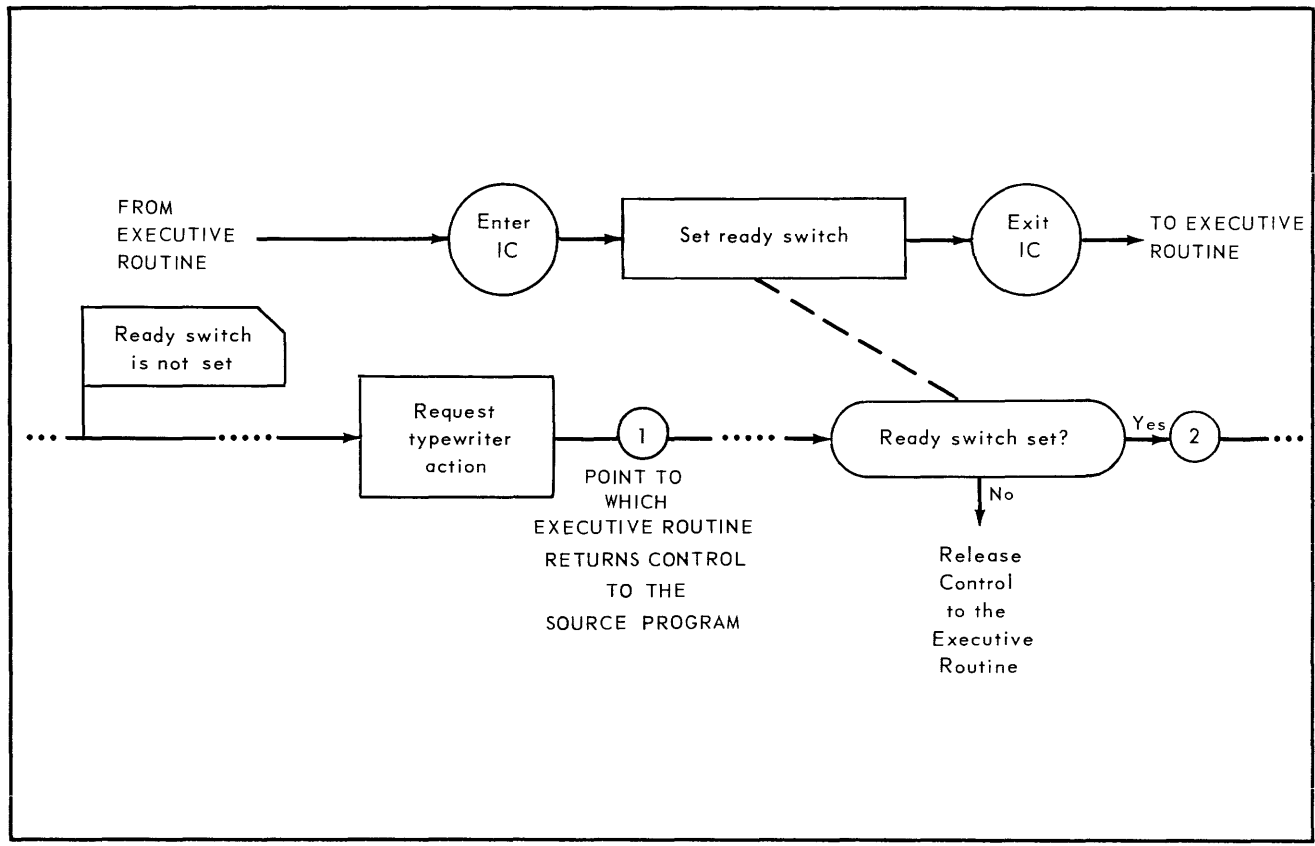 FROM
EXECUTIVE
ROUTINE
Enter
IC
Set ready switch
Exit
IC
TO EXECUTIVE
ROUTINE
Ready switch
is not set
Request
typewriter
action
1
POINT TO
WHICH
EXECUTIVE ROUTINE
RETURNS CONTROL
TO THE
SOURCE PROGRAM
Ready switch set?
Yes
2
No
Release
Control
to the
Executive
Routine